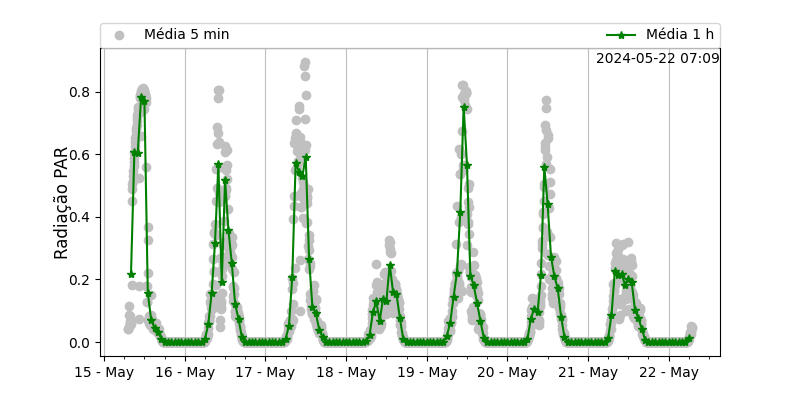 Média 5 min
Média 1 h
2024-05-22 07:09
Radiação PAR
0.8
0.6
0.4
0.2
0.0
15 - May
16 - May
17 - May
18 - May
19 - May
20 - May
21 - May
22 - May